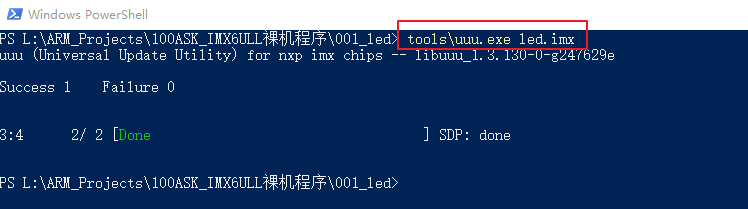 Windows PowerShell
PS L:\ARM_Projects\100ASK_IMX6ULL裸机程序\001_led> tools\uuu.exe led.imx
uuu (Universal Update Utility) for nxp imx chips -- libuuu_1.3.130-0-g247629e
Success 1    Failure 0
3:4      2/ 2 [Done                                  ] SDP: done
PS L:\ARM_Projects\100ASK_IMX6ULL裸机程序\001_led>